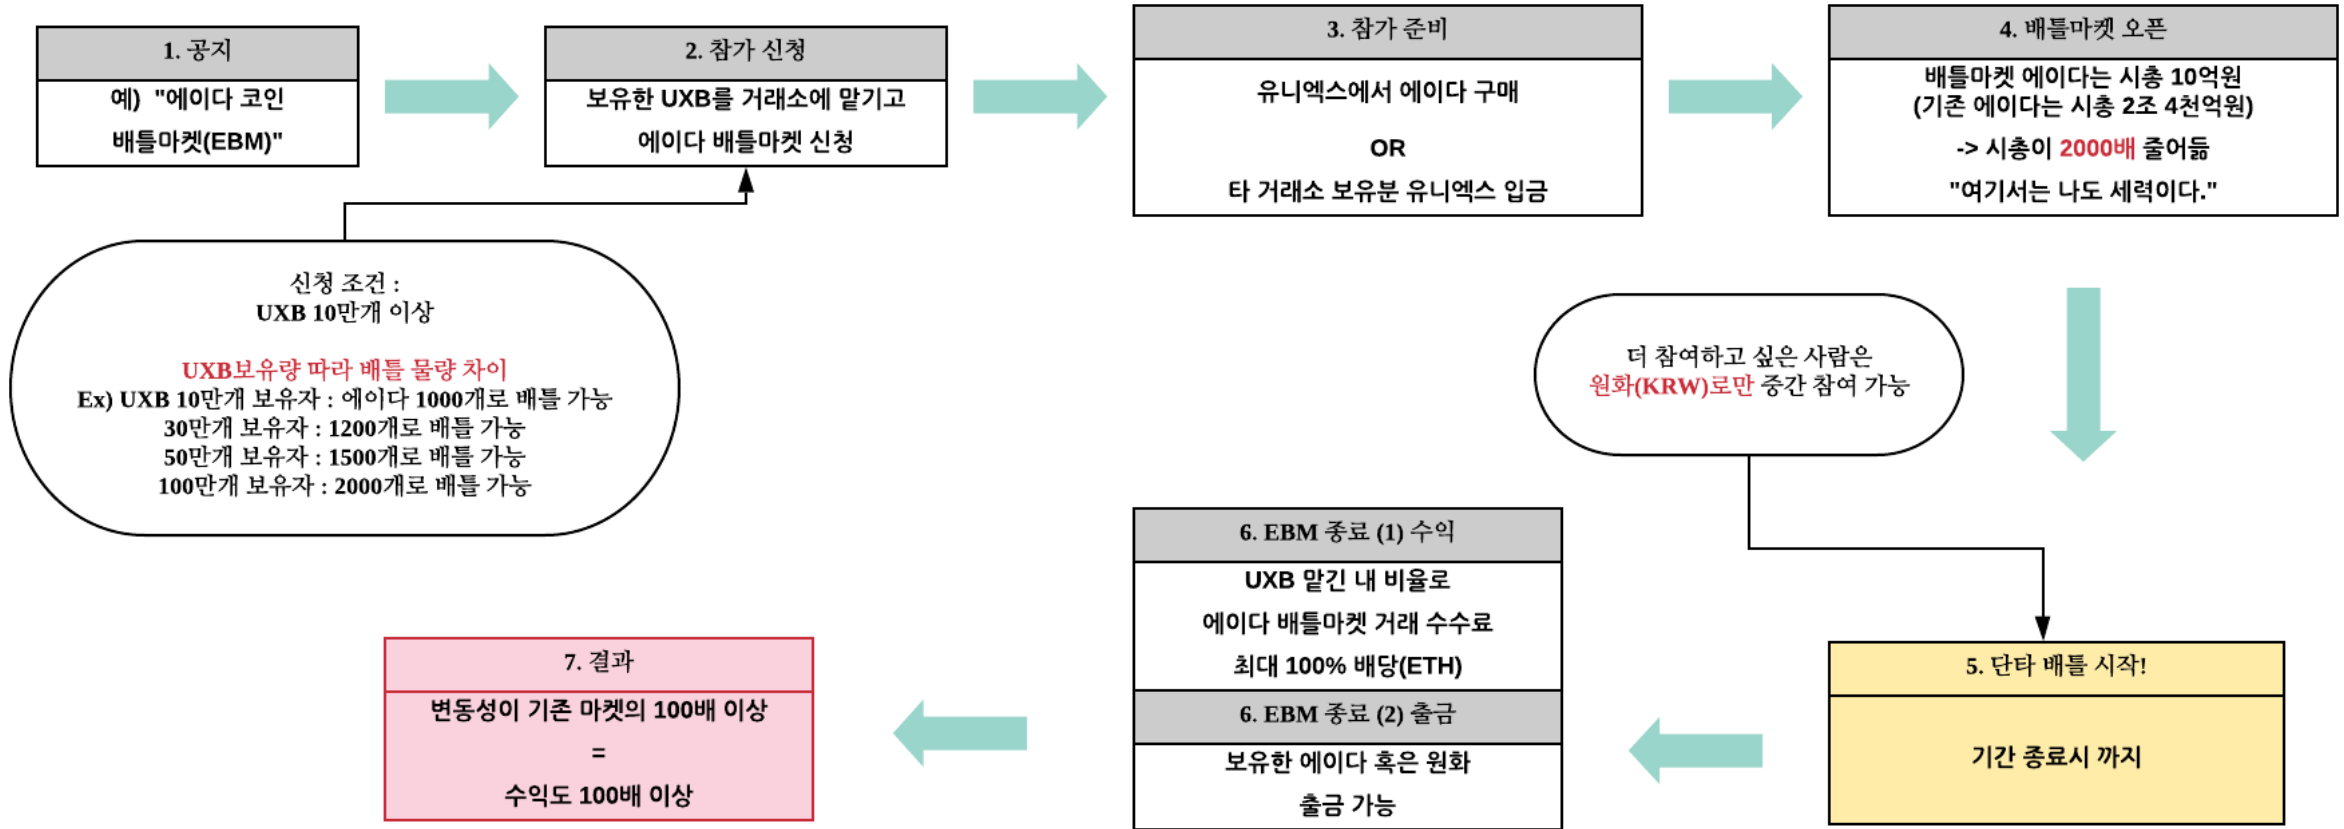 1. 공지
예)  "에이다 코인
배틀마켓(EBM)"
2. 참가 신청
보유한 UXB를 거래소에 맡기고
에이다 배틀마켓 신청
3. 참가 준비
유니엑스에서 에이다 구매
OR
타 거래소 보유분 유니엑스 입금
4. 배틀마켓 오픈
배틀마켓 에이다는 시총 10억원
(기존 에이다는 시총 2조 4천억원)
-> 시총이 2000배 줄어듦
"여기서는 나도 세력이다."
신청 조건 :
UXB 10만개 이상
UXB보유량 따라 배틀 물량 차이
Ex) UXB 10만개 보유자 : 에이다 1000개로 배틀 가능
30만개 보유자 : 1200개로 배틀 가능
50만개 보유자 : 1500개로 배틀 가능
100만개 보유자 : 2000개로 배틀 가능
더 참여하고 싶은 사람은
원화(KRW)로만 중간 참여 가능
5. 단타 배틀 시작!
기간 종료시 까지
6. EBM 종료 (1) 수익
UXB 맡긴 내 비율로
에이다 배틀마켓 거래 수수료
최대 100% 배당(ETH)
6. EBM 종료 (2) 출금
보유한 에이다 혹은 원화
출금 가능
7. 결과
변동성이 기존 마켓의 100배 이상
=
수익도 100배 이상